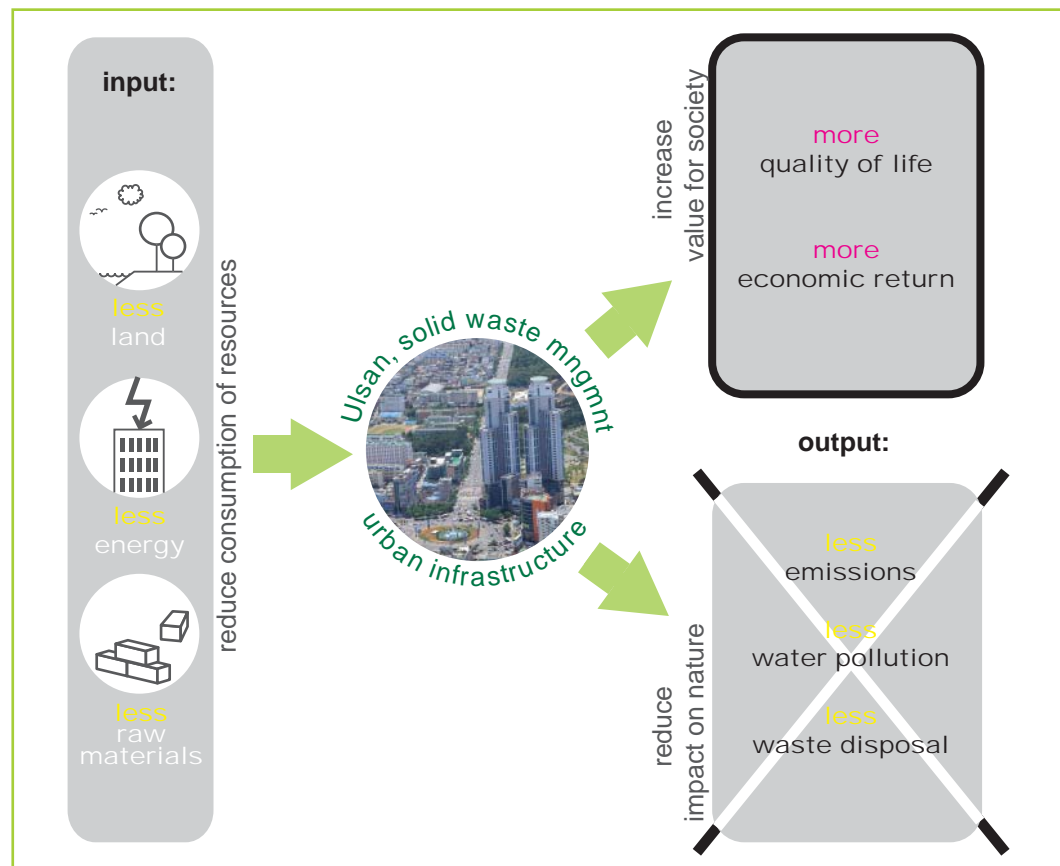 input:
less
land
less
energy
less
raw
materials
reduce consumption of resources
Ulsan, solid waste mngmnt
urban infrastructure
increase
value for society
more
quality of life
more
economic return
output:
reduce
impact on nature
less
emissions
less
water pollution
less
waste disposal